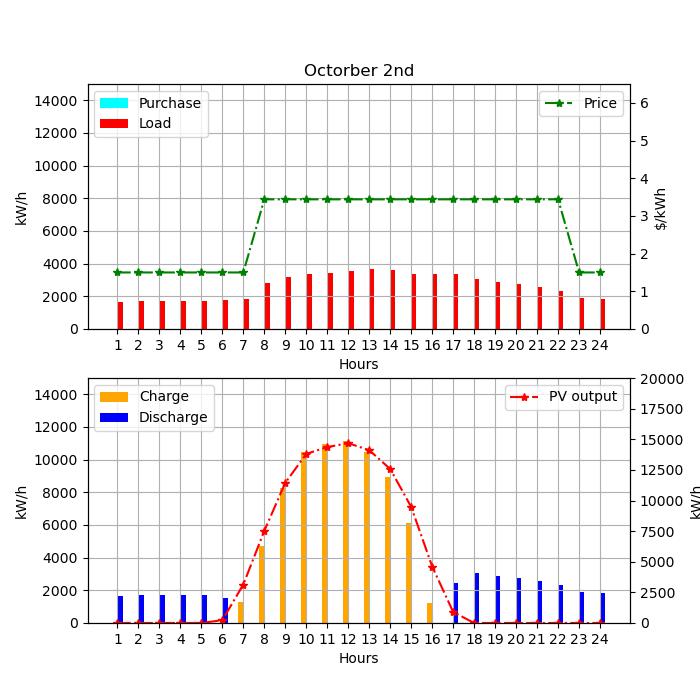 Octorber 2nd
Purchase
Load
Price
14000
12000
10000
8000
6000
4000
2000
0
kW/h
6
5
4
3
2
1
0
$/kWh
1 2 3 4 5 6 7 8 9 10 11 12 13 14 15 16 17 18 19 20 21 22 23 24
Hours
Charge
Discharge
PV output
14000
12000
10000
8000
6000
4000
2000
0
kW/h
20000
17500
15000
12500
10000
7500
5000
2500
0
kW/h
1 2 3 4 5 6 7 8 9 10 11 12 13 14 15 16 17 18 19 20 21 22 23 24
Hours